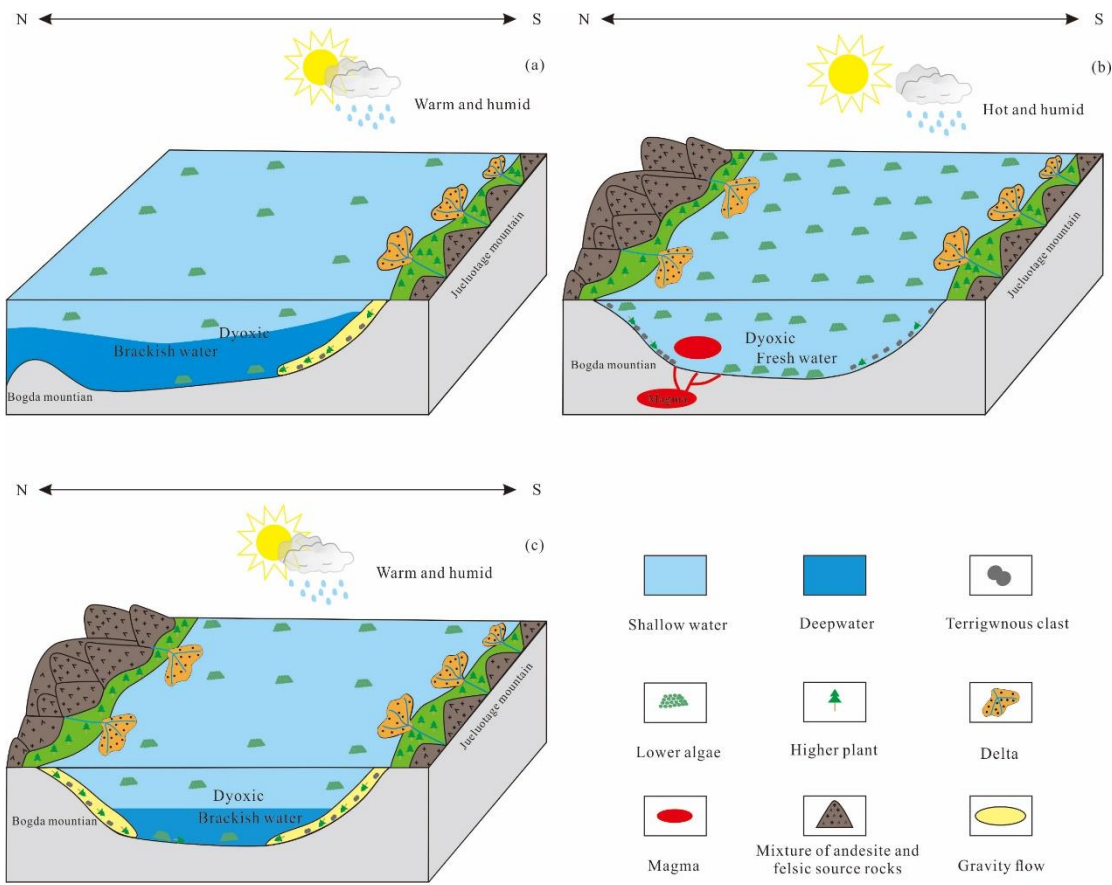 N S
(a)
Warm and humid
Jueluotage mountain
Dyoxic
Brackish water
Bogda mountian
N S
(b)
Hot and humid
Jueluotage mountain
Dyoxic
Fresh water
Bogda mountian
Magma
N S
(c)
Warm and humid
Jueluotage mountain
Dyoxic
Brackish water
Bogda mountian
Shallow water
Deepwater
Terrigwnous clast
Lower algae
Higher plant
Delta
Magma
Mixture of andesite and
felsic source rocks
Gravity flow